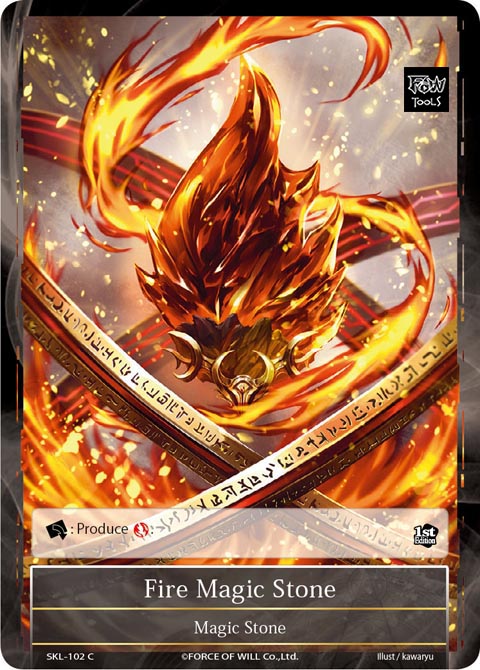 FOW
TOOLS
: Produce .
1st
Edition
Fire Magic Stone
Magic Stone
SKL-102 C ©FORCE OF WILL Co.,Ltd. Illust / kawaryu